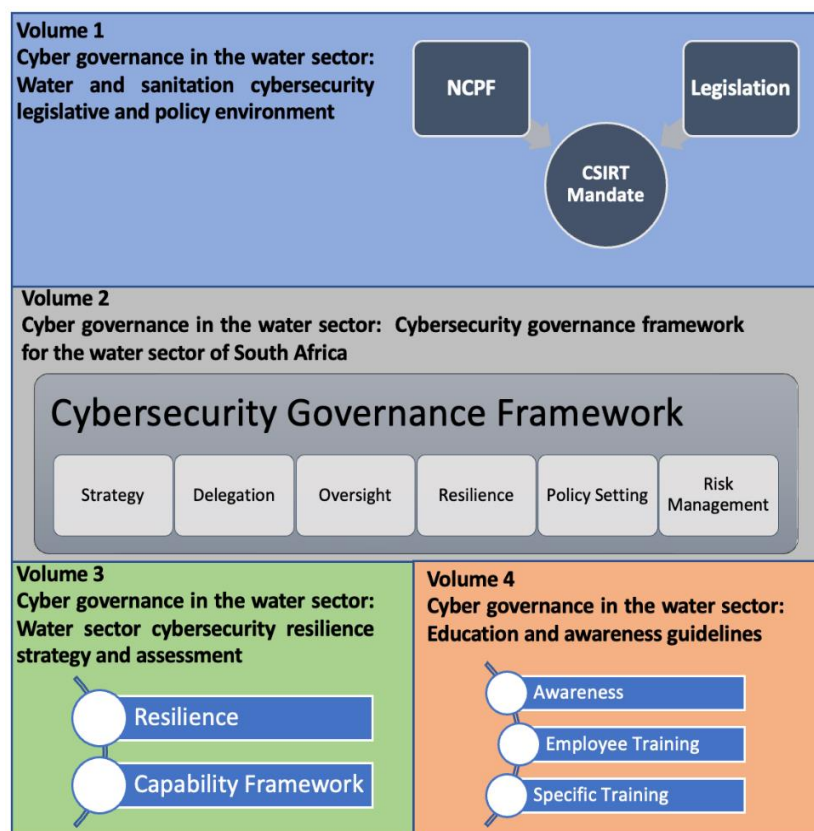 Volume 1
Cyber governance in the water sector:
Water and sanitation cybersecurity
legislative and policy environment
NCPF
Legislation
CSIRT
Mandate
Volume 2
Cyber governance in the water sector: Cybersecurity governance framework
for the water sector of South Africa
Cybersecurity Governance Framework
Strategy
Delegation
Oversight
Resilience
Policy Setting
Risk
Management
Volume 3
Cyber governance in the water sector:
Water sector cybersecurity resilience
strategy and assessment
Resilience
Capability Framework
Volume 4
Cyber governance in the water sector:
Education and awareness guidelines
Awareness
Employee Training
Specific Training